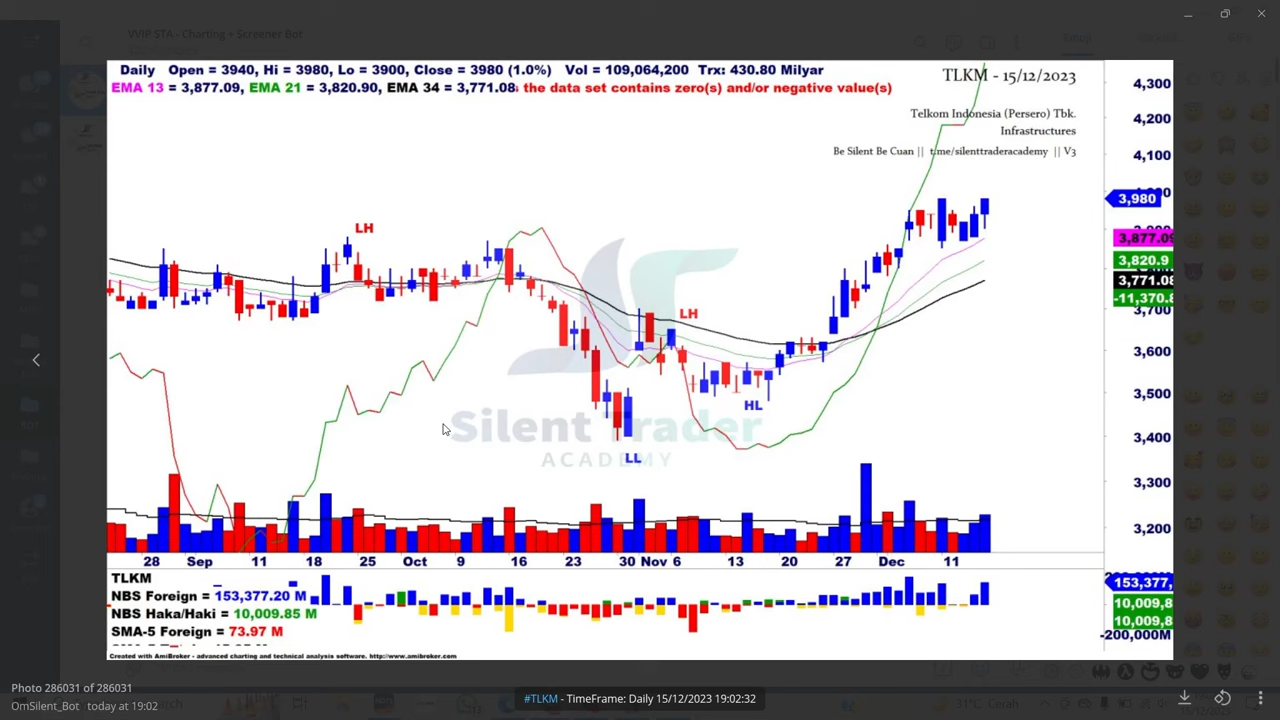 VVIP STA - Charting + Screener Bot
Daily Open = 3940, Hi = 3980, Lo = 3900, Close = 3980 (1.0%) Vol = 109,064,200 Trx: 430.80 Milyar
EMA 13 = 3,877.09, EMA 21 = 3,820.90, EMA 34 = 3,771.08 the data set contains zero(s) and/or negative value(s)
TLKM - 15/12/2023
Telkom Indonesia (Persero) Tbk.
Infrastructures
Be Silent Be Cuan || t.me/silenttraderacademy || V3
4,300
4,200
4,100
3,980
3,877.09
3,820.9
3,771.08
-11,370.8
3,700
3,600
3,500
3,400
3,300
3,200
LH
LH
HL
LL
Silent Trader
ACADEMY
28 Sep 11 18 25 Oct 9 16 23 30 Nov 6 13 20 27 Dec 11
TLKM
NBS Foreign = 153,377.20 M
NBS Haka/Haki = 10,009.85 M
SMA-5 Foreign = 73.97 M
153,377,
10,009,8
10,009,8
-200,000M
Created with AmiBroker - advanced charting and technical analysis software. http://www.amibroker.com
Photo 286031 of 286031
OmSilent_Bot today at 19:02
#TLKM - TimeFrame: Daily 15/12/2023 19:02:32
31°C Cerah